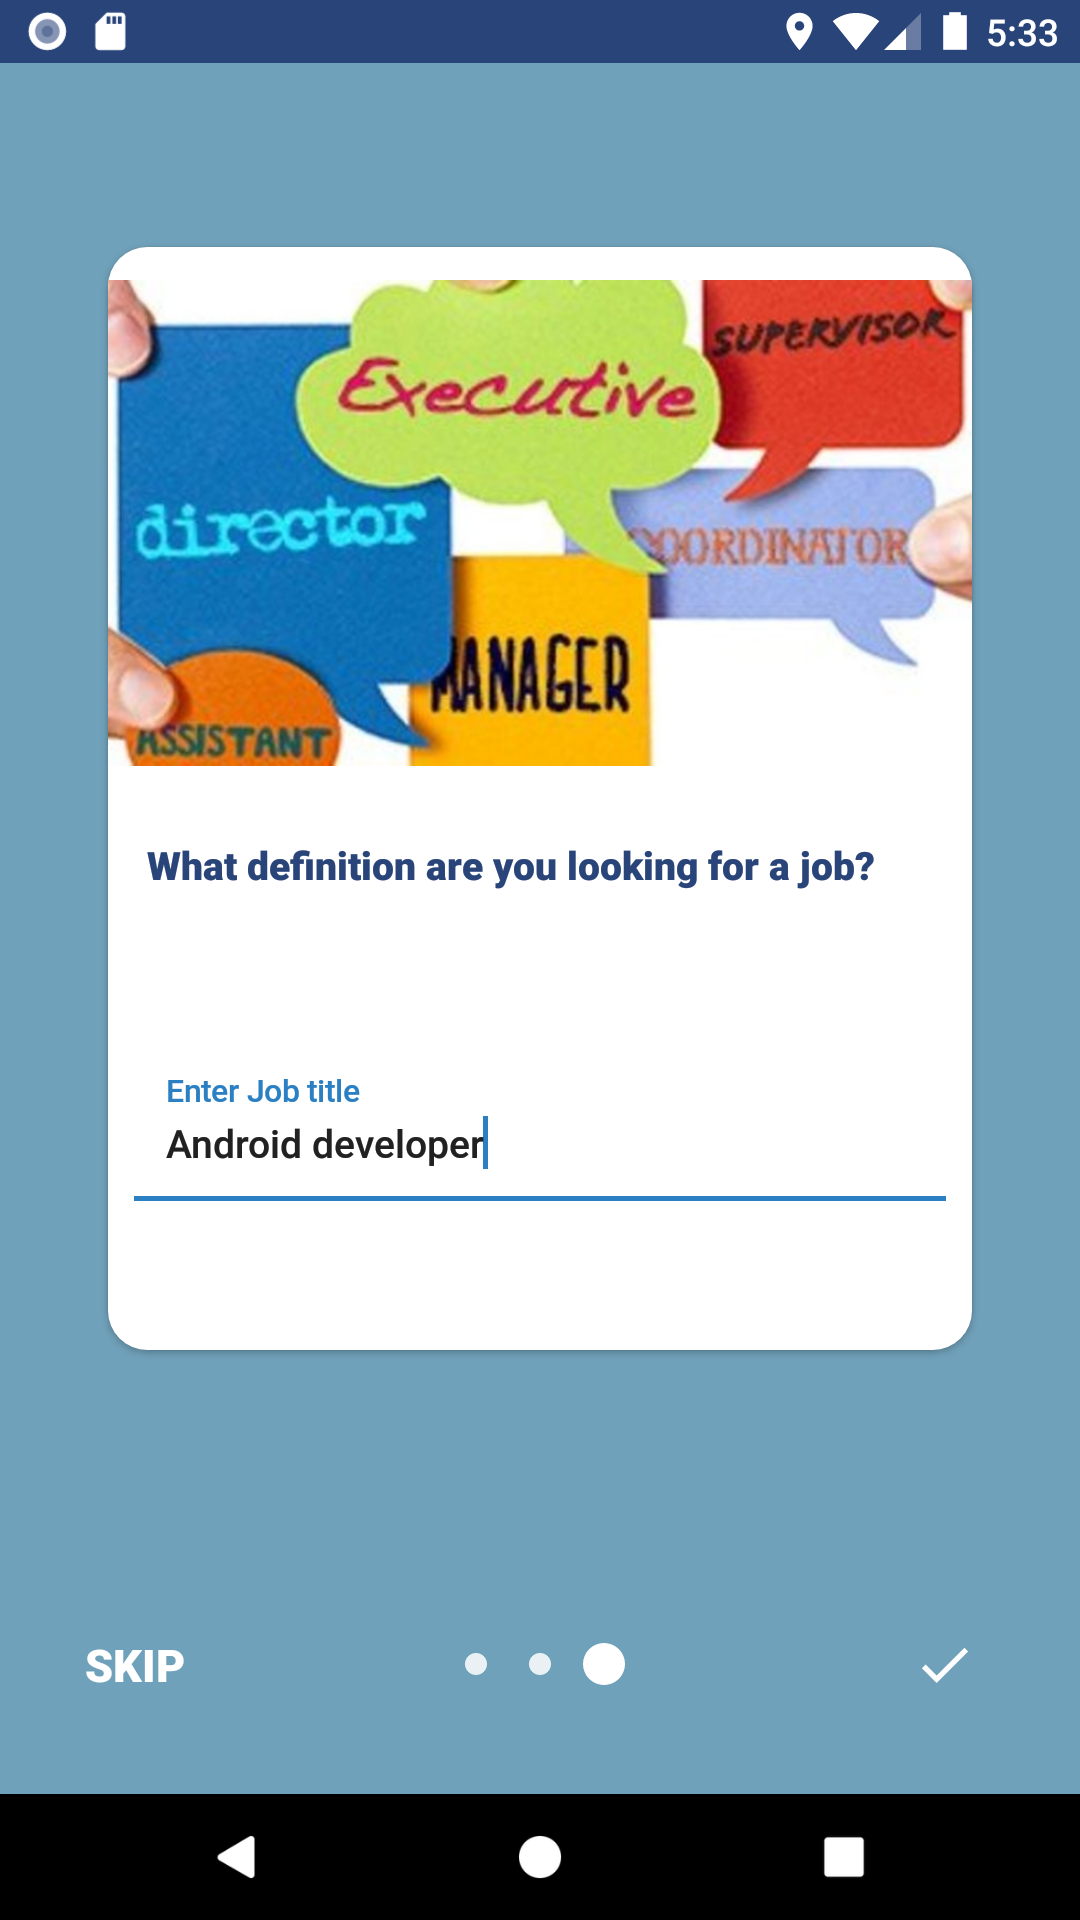 5:33
Executive
SUPERVISOR
director
COORDINATOR
MANAGER
ASSISTANT
What definition are you looking for a job?
Enter Job title
Android developer
SKIP